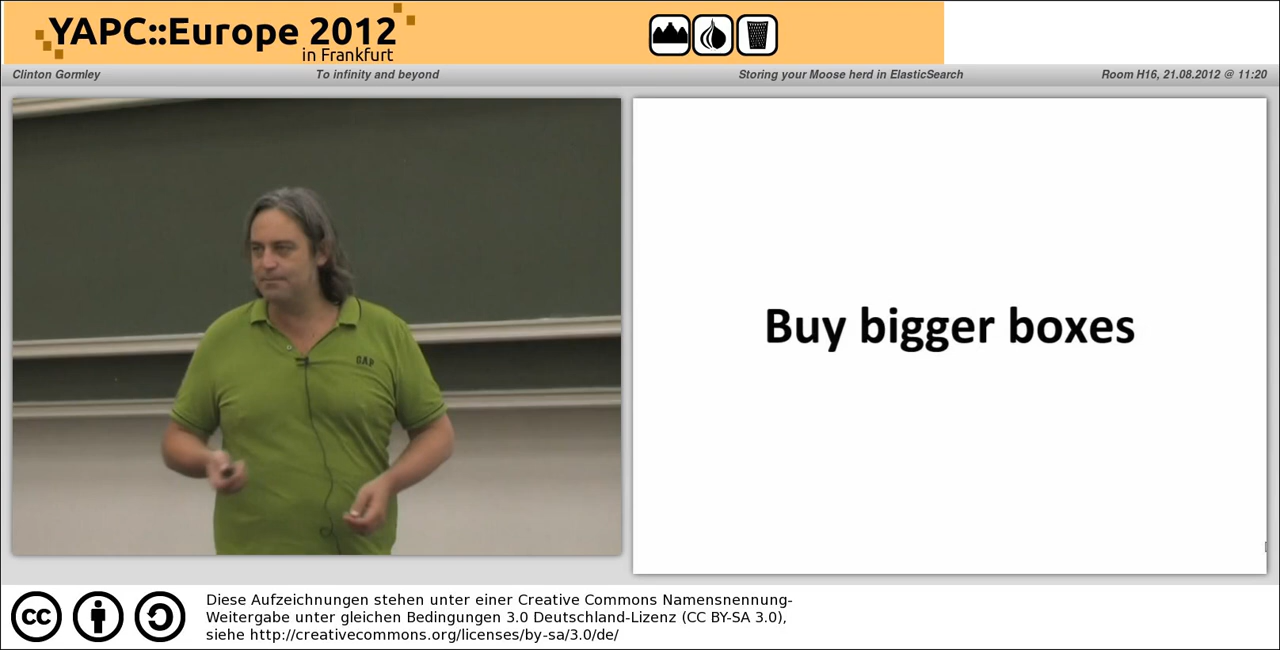 YAPC::Europe 2012
in Frankfurt
Clinton Gormley To infinity and beyond Storing your Moose herd in ElasticSearch Room H16, 21.08.2012 @ 11:20
GAP
Buy bigger boxes
cc
Diese Aufzeichnungen stehen unter einer Creative Commons Namensnennung-
Weitergabe unter gleichen Bedingungen 3.0 Deutschland-Lizenz (CC BY-SA 3.0),
siehe http://creativecommons.org/licenses/by-sa/3.0/de/